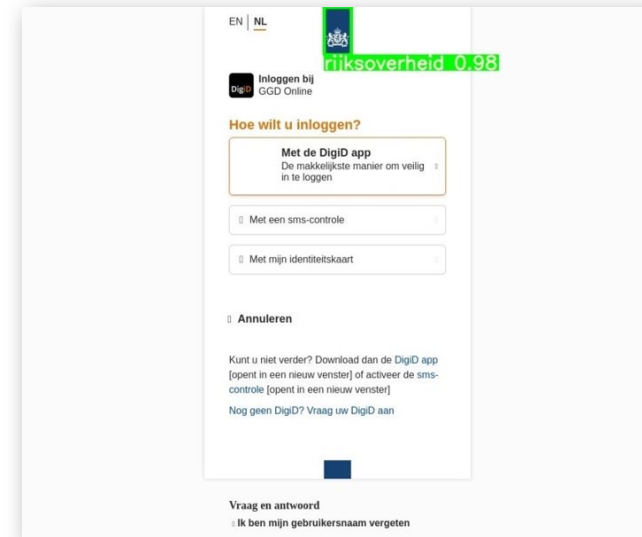 EN | NL
rijksoverheid 0.98
DigiD
Inloggen bij
GGD Online
Hoe wilt u inloggen?
Met de DigiD app
De makkelijkste manier om veilig
in te loggen
Met een sms-controle
Met mijn identiteitskaart
Annuleren
Kunt u niet verder? Download dan de DigiD app
[opent in een nieuw venster] of activeer de sms-
controle [opent in een nieuw venster]
Nog geen DigiD? Vraag uw DigiD aan
Vraag en antwoord
Ik ben mijn gebruikersnaam vergeten